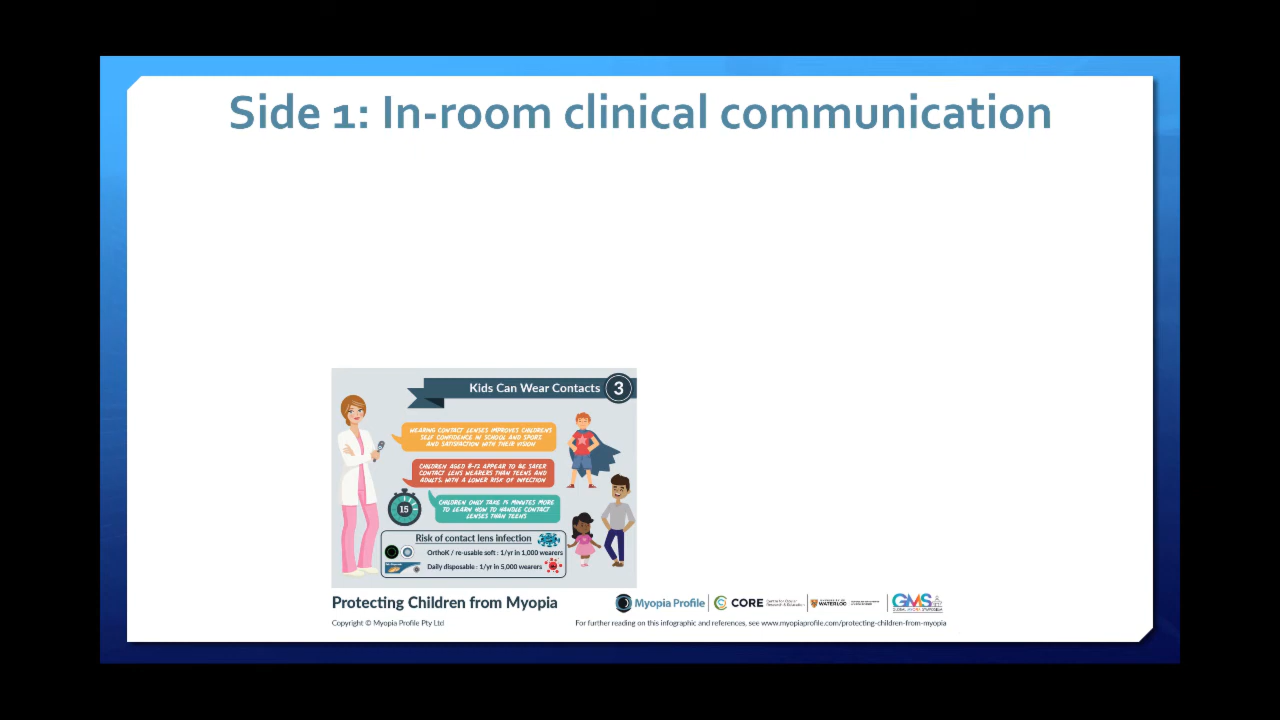 Side 1: In-room clinical communication
Kids Can Wear Contacts 3
WEARING CONTACT LENSES IMPROVES CHILDRENS
SELF CONFIDENCE IN SCHOOL AND SPORTS
AND SATISFACTION WITH THEIR VISION
CHILDREN AGED 8-12 APPEAR TO BE SAFER
CONTACT LENS WEARERS THAN TEENS AND
ADULTS, WITH A LOWER RISK OF INFECTION
15
CHILDREN ONLY TAKE 15 MINUTES MORE
TO LEARN HOW TO HANDLE CONTACT
LENSES THAN TEENS
Risk of contact lens infection
OrthoK / re-usable soft : 1/yr in 1,000 wearers
Daily disposable : 1/yr in 5,000 wearers
Protecting Children from Myopia
Myopia Profile
CORE
WATERLOO
GMS
Copyright © Myopia Profile Pty Ltd
For further reading on this infographic and references, see www.myopiaprofile.com/protecting-children-from-myopia